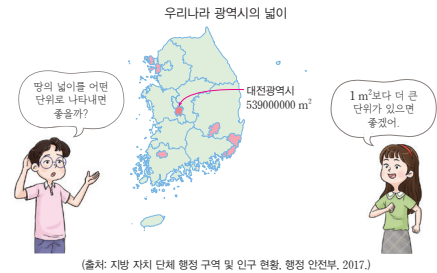 우리나라 광역시의 넓이
땅의 넓이를 어떤
단위로 나타내면
좋을까?
대전광역시
539000000 m²
1 m²보다 더 큰
단위가 있으면
좋겠어.
(출처: 지방 자치 단체 행정 구역 및 인구 현황, 행정 안전부, 2017.)